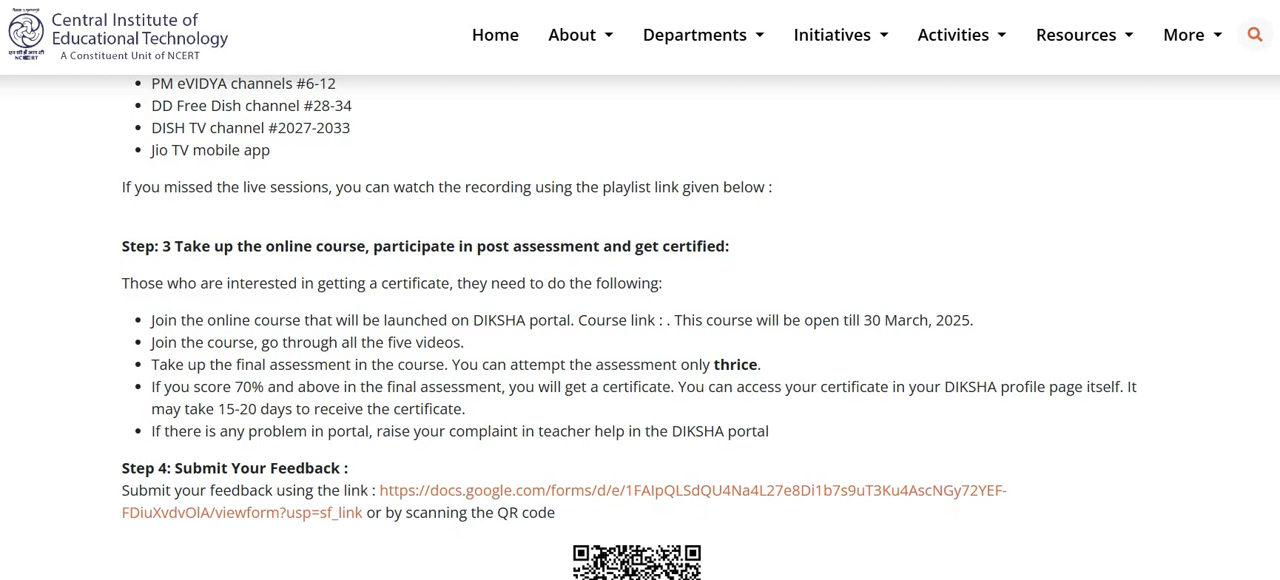 Central Institute of
Educational Technology
A Constituent Unit of NCERT
Home About Departments Initiatives Activities Resources More
PM eVIDYA channels #6-12
DD Free Dish channel #28-34
DISH TV channel #2027-2033
Jio TV mobile app
If you missed the live sessions, you can watch the recording using the playlist link given below :
Step: 3 Take up the online course, participate in post assessment and get certified:
Those who are interested in getting a certificate, they need to do the following:
Join the online course that will be launched on DIKSHA portal. Course link : . This course will be open till 30 March, 2025.
Join the course, go through all the five videos.
Take up the final assessment in the course. You can attempt the assessment only thrice.
If you score 70% and above in the final assessment, you will get a certificate. You can access your certificate in your DIKSHA profile page itself. It
may take 15-20 days to receive the certificate.
If there is any problem in portal, raise your complaint in teacher help in the DIKSHA portal
Step 4: Submit Your Feedback :
Submit your feedback using the link : https://docs.google.com/forms/d/e/1FAIpQLSdQU4Na4L27e8Di1b7s9uT3Ku4AscNGy72YEF-
FDiuXvdvOlA/viewform?usp=sf_link or by scanning the QR code